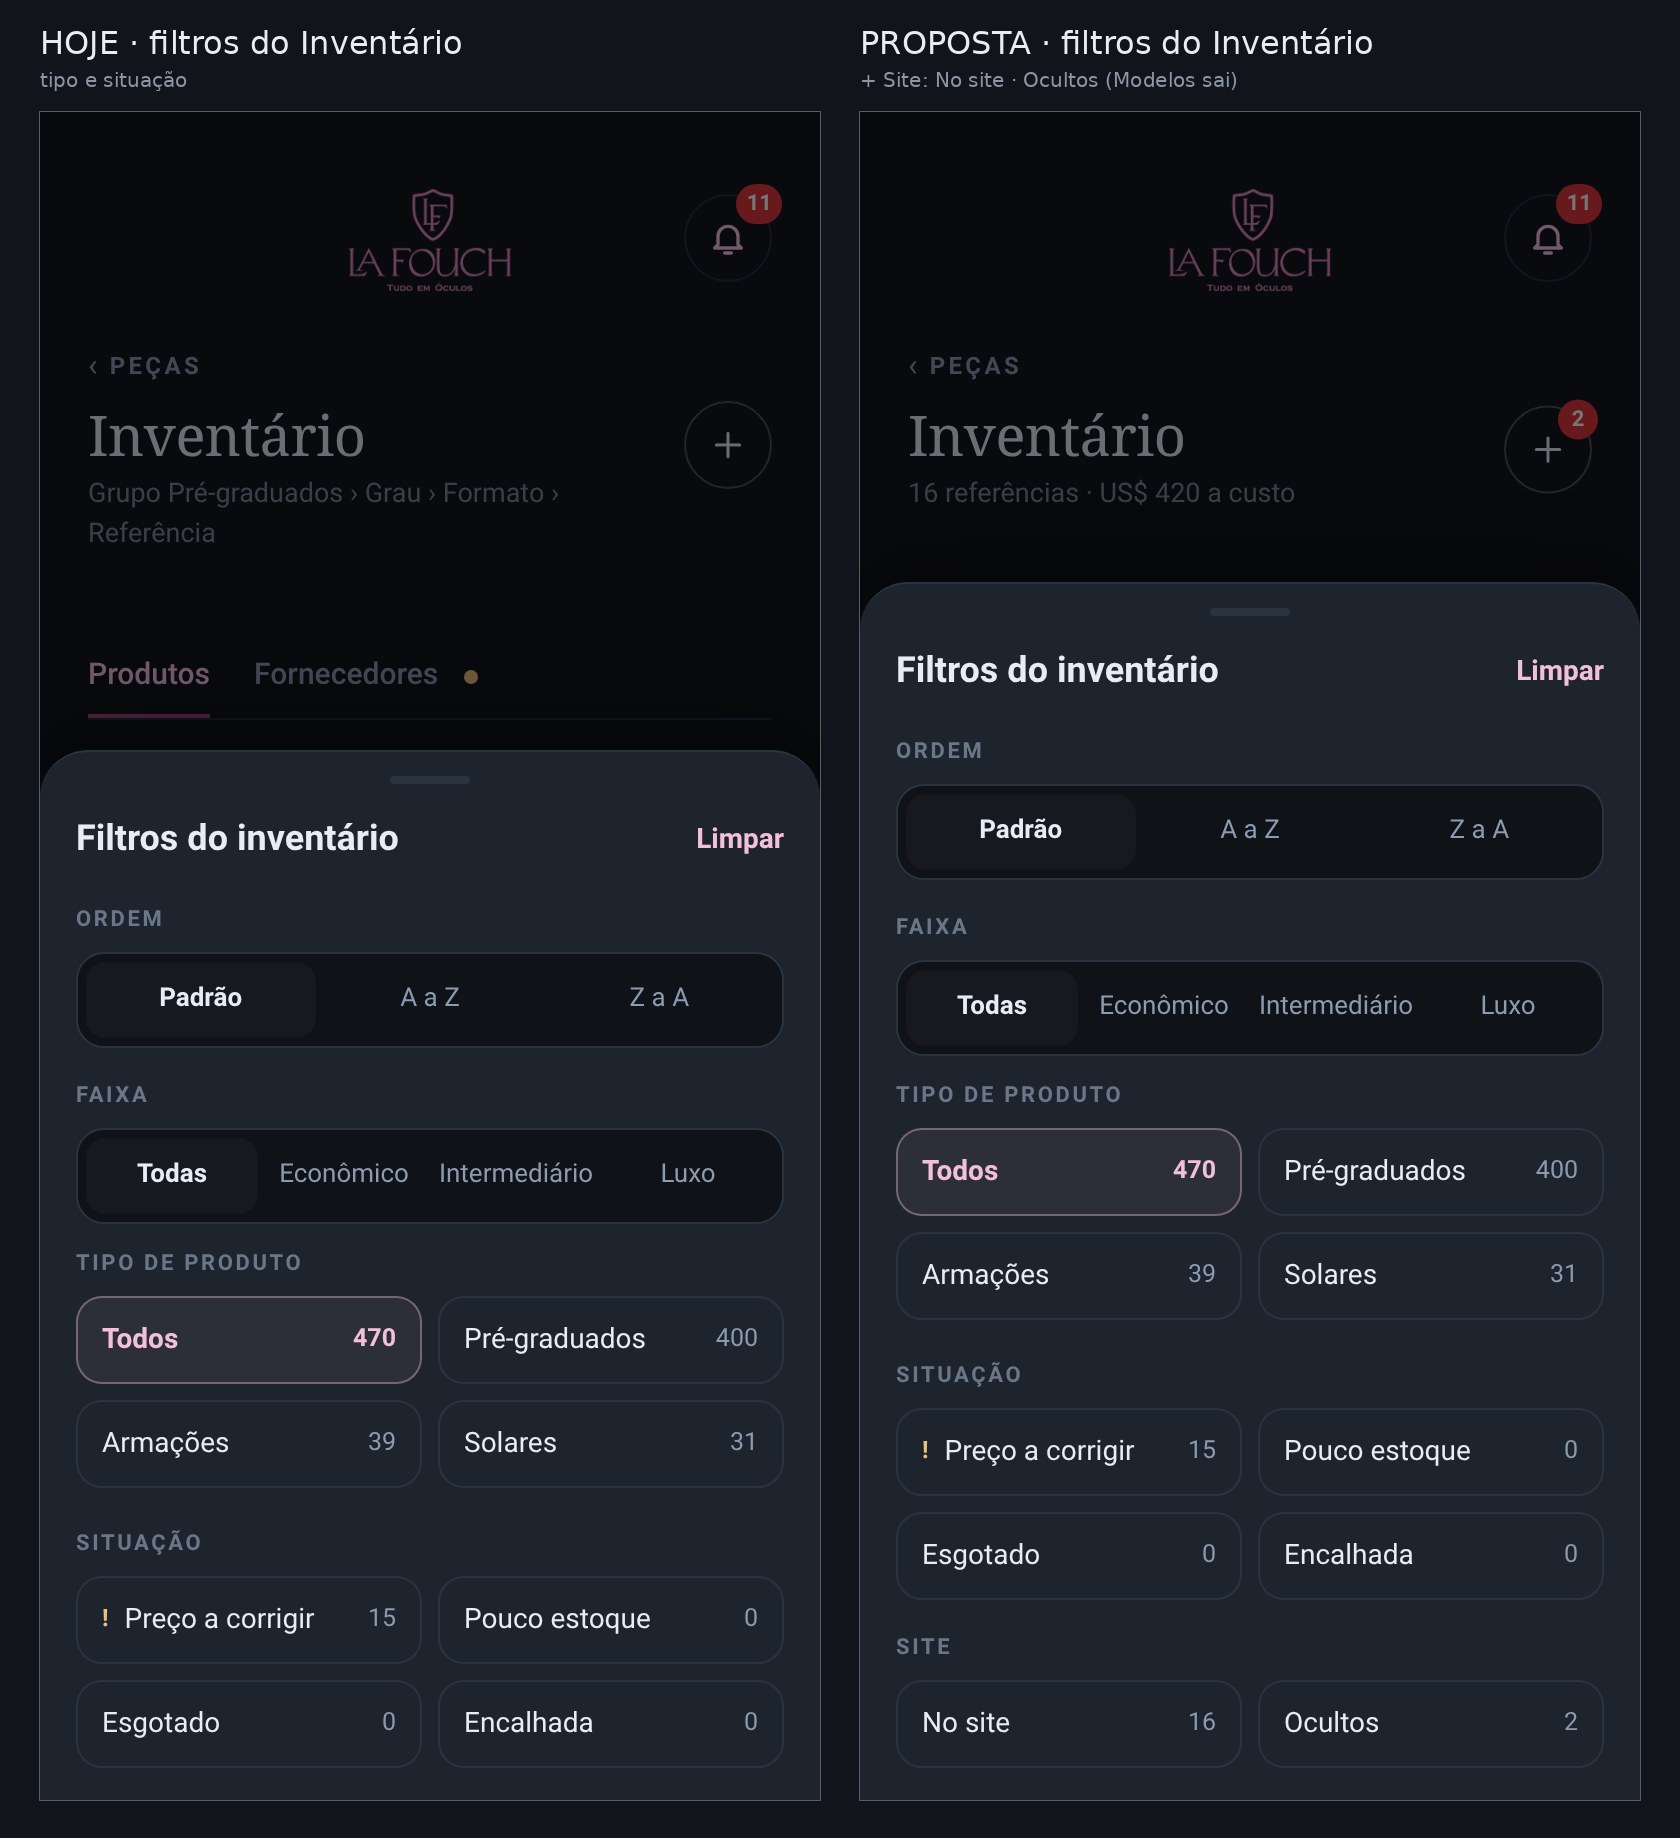 HOJE · filtros do Inventário
tipo e situação
LF
LA FOUCH
TUDO EM ÓCULOS
11
‹ PEÇAS
Inventário
+
Grupo Pré-graduados › Grau › Formato ›
Referência
Produtos
Fornecedores
Filtros do inventário
Limpar
ORDEM
Padrão
A a Z
Z a A
FAIXA
Todas
Econômico
Intermediário
Luxo
TIPO DE PRODUTO
Todos 470
Pré-graduados 400
Armações 39
Solares 31
SITUAÇÃO
! Preço a corrigir 15
Pouco estoque 0
Esgotado 0
Encalhada 0
PROPOSTA · filtros do Inventário
+ Site: No site · Ocultos (Modelos sai)
LF
LA FOUCH
TUDO EM ÓCULOS
11
‹ PEÇAS
Inventário
+
2
16 referências · US$ 420 a custo
Filtros do inventário
Limpar
ORDEM
Padrão
A a Z
Z a A
FAIXA
Todas
Econômico
Intermediário
Luxo
TIPO DE PRODUTO
Todos 470
Pré-graduados 400
Armações 39
Solares 31
SITUAÇÃO
! Preço a corrigir 15
Pouco estoque 0
Esgotado 0
Encalhada 0
SITE
No site 16
Ocultos 2